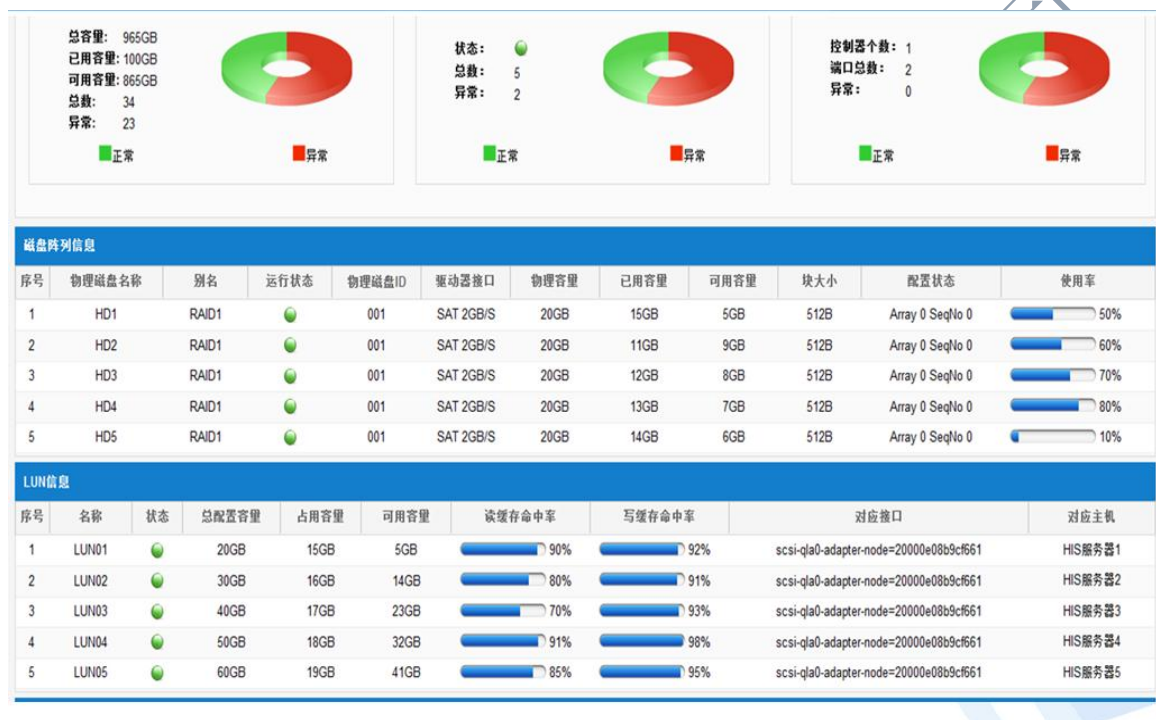 总容量: 965GB
已用容量: 100GB
可用容量: 865GB
总数: 34
异常: 23
正常 异常
状态:
总数: 5
异常: 2
正常 异常
控制器个数: 1
端口总数: 2
异常: 0
正常 异常
磁盘阵列信息
序号 物理磁盘名称 别名 运行状态 物理磁盘ID 驱动器接口 物理容量 已用容量 可用容量 块大小 配置状态 使用率
1 HD1 RAID1 001 SAT 2GB/S 20GB 15GB 5GB 512B Array 0 SeqNo 0 50%
2 HD2 RAID1 001 SAT 2GB/S 20GB 11GB 9GB 512B Array 0 SeqNo 0 60%
3 HD3 RAID1 001 SAT 2GB/S 20GB 12GB 8GB 512B Array 0 SeqNo 0 70%
4 HD4 RAID1 001 SAT 2GB/S 20GB 13GB 7GB 512B Array 0 SeqNo 0 80%
5 HD5 RAID1 001 SAT 2GB/S 20GB 14GB 6GB 512B Array 0 SeqNo 0 10%
LUN信息
序号 名称 状态 总配置容量 占用容量 可用容量 读缓存命中率 写缓存命中率 对应接口 对应主机
1 LUN01 20GB 15GB 5GB 90% 92% scsi-qla0-adapter-node=20000e08b9cf661 HIS服务器1
2 LUN02 30GB 16GB 14GB 80% 91% scsi-qla0-adapter-node=20000e08b9cf661 HIS服务器2
3 LUN03 40GB 17GB 23GB 70% 93% scsi-qla0-adapter-node=20000e08b9cf661 HIS服务器3
4 LUN04 50GB 18GB 32GB 91% 98% scsi-qla0-adapter-node=20000e08b9cf661 HIS服务器4
5 LUN05 60GB 19GB 41GB 85% 95% scsi-qla0-adapter-node=20000e08b9cf661 HIS服务器5